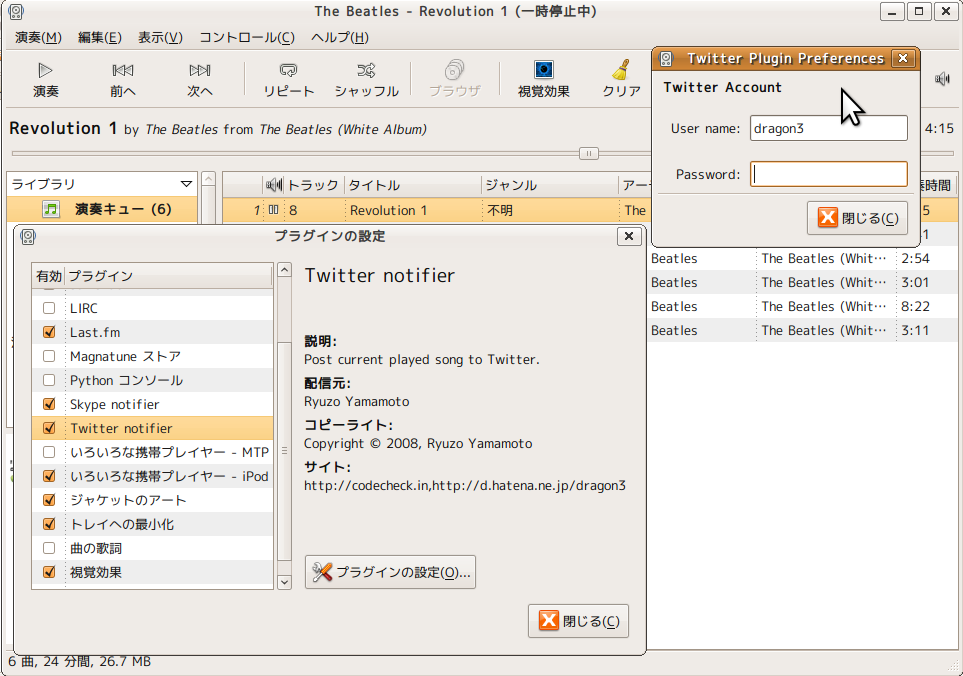 The Beatles - Revolution 1 (一時停止中)
演奏(M) 編集(E) 表示(V) コントロール(C) ヘルプ(H)
演奏 前へ 次へ リピート シャッフル ブラウザ 視覚効果 クリア
Revolution 1 by The Beatles from The Beatles (White Album)
4:15
ライブラリ
演奏キュー (6)
トラック タイトル ジャンル アー
奏時間
1 8 Revolution 1 不明 The
5
1
Beatles The Beatles (Whit… 2:54
Beatles The Beatles (Whit… 3:01
Beatles The Beatles (Whit… 8:22
Beatles The Beatles (Whit… 3:11
6 曲, 24 分間, 26.7 MB
Twitter Plugin Preferences
Twitter Account
User name: dragon3
Password:
閉じる(C)
プラグインの設定
有効 プラグイン
LIRC
Last.fm
Magnatune ストア
Python コンソール
Skype notifier
Twitter notifier
いろいろな携帯プレイヤー - MTP
いろいろな携帯プレイヤー - iPod
ジャケットのアート
トレイへの最小化
曲の歌詞
視覚効果
Twitter notifier
説明:
Post current played song to Twitter.
配信元:
Ryuzo Yamamoto
コピーライト:
Copyright © 2008, Ryuzo Yamamoto
サイト:
http://codecheck.in,http://d.hatena.ne.jp/dragon3
プラグインの設定(O)...
閉じる(C)